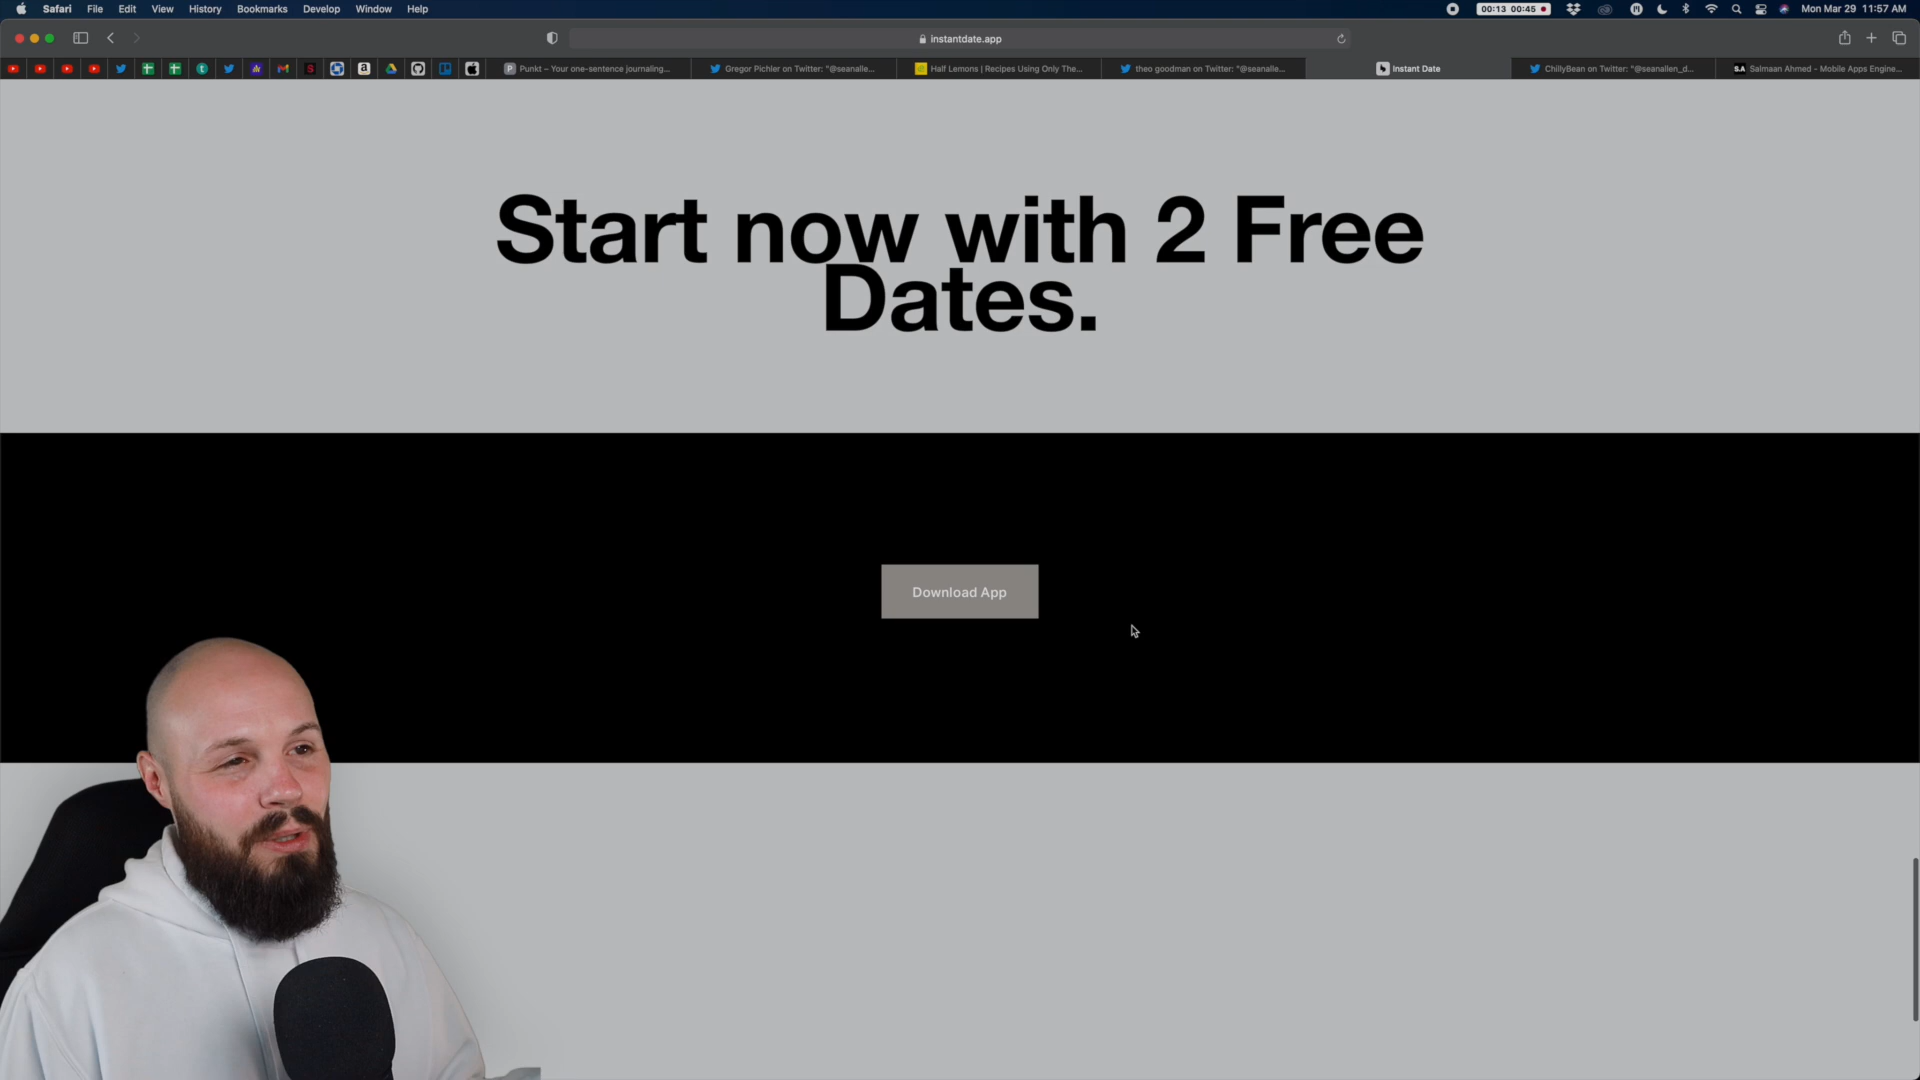 Safari File Edit View History Bookmarks Develop Window Help 00:13 00:45 Mon Mar 29 11:57 AM
instantdate.app
Punkt – Your one-sentence journaling... Gregor Pichler on Twitter: "@seanalle... Half Lemons | Recipes Using Only The... theo goodman on Twitter: "@seanalle... Instant Date ChillyBean on Twitter: "@seanallen_d... S.A Salmaan Ahmed - Mobile Apps Engine...
Start now with 2 Free
Dates.
Download App